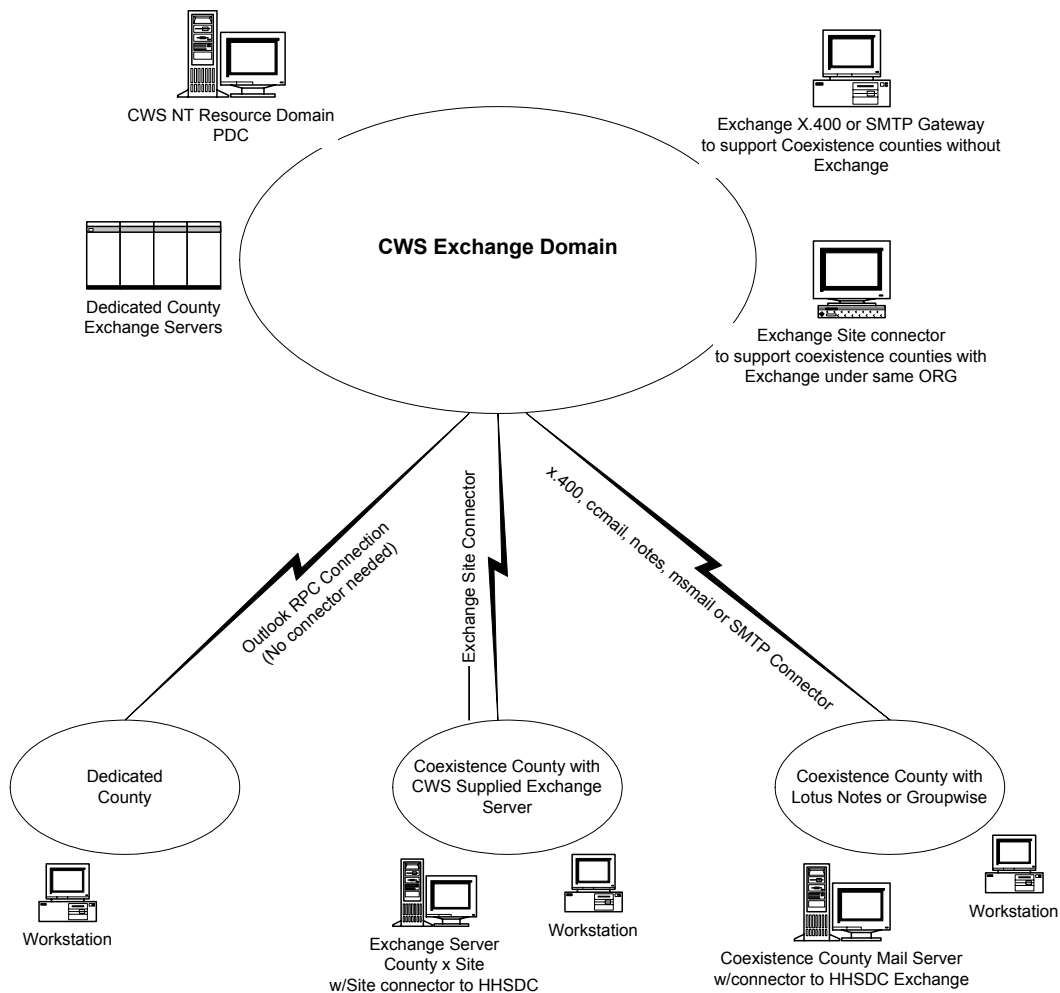 CWS NT Resource Domain
PDC
Exchange X.400 or SMTP Gateway
to support Coexistence counties without
Exchange
CWS Exchange Domain
Dedicated County
Exchange Servers
Exchange Site connector
to support coexistence counties with
Exchange under same ORG
Outlook RPC Connection
(No connector needed)
Exchange Site Connector
x.400, ccmail, notes, msmail or SMTP Connector
Dedicated
County
Coexistence County with
CWS Supplied Exchange
Server
Coexistence County with
Lotus Notes or Groupwise
Workstation
Exchange Server
County x Site
w/Site connector to HHSDC
Workstation
Coexistence County Mail Server
w/connector to HHSDC Exchange
Workstation